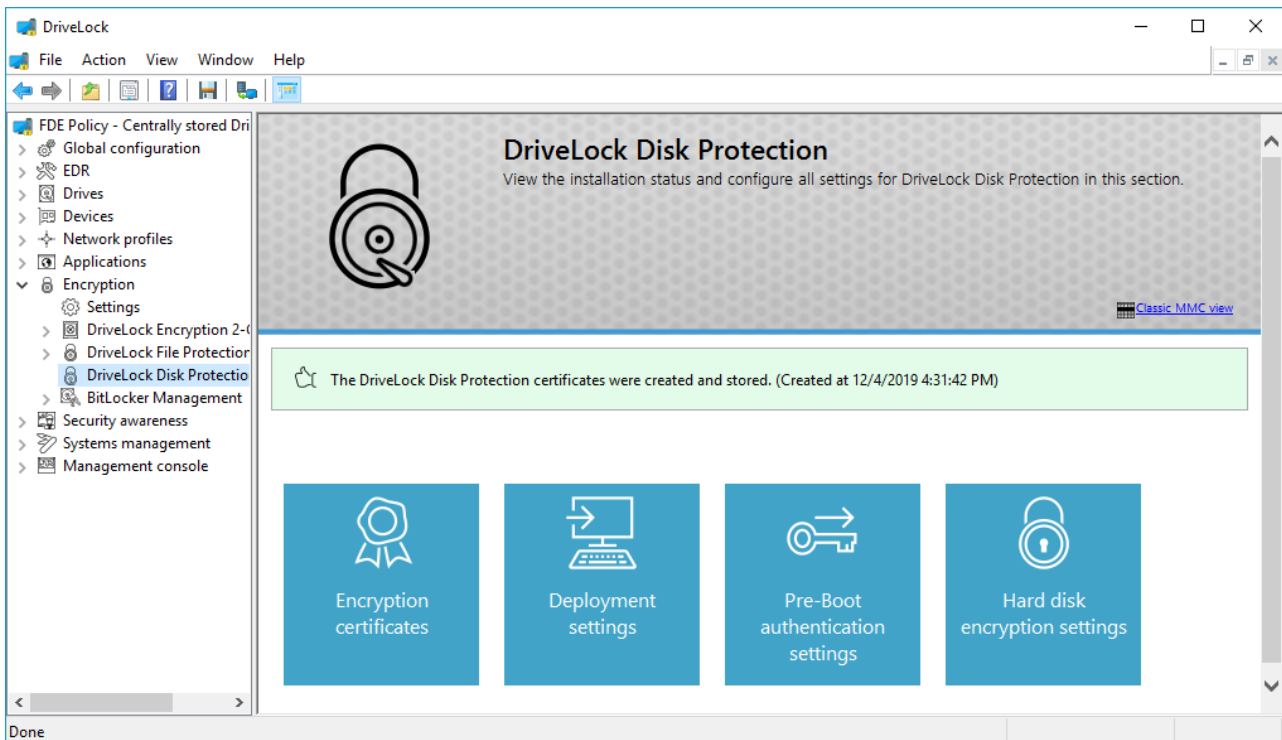 DriveLock
File Action View Window Help
FDE Policy - Centrally stored Dri
Global configuration
EDR
Drives
Devices
Network profiles
Applications
Encryption
Settings
DriveLock Encryption 2-(
DriveLock File Protection
DriveLock Disk Protectio
BitLocker Management
Security awareness
Systems management
Management console
DriveLock Disk Protection
View the installation status and configure all settings for DriveLock Disk Protection in this section.
Classic MMC view
The DriveLock Disk Protection certificates were created and stored. (Created at 12/4/2019 4:31:42 PM)
Encryption
certificates
Deployment
settings
Pre-Boot
authentication
settings
Hard disk
encryption settings
Done